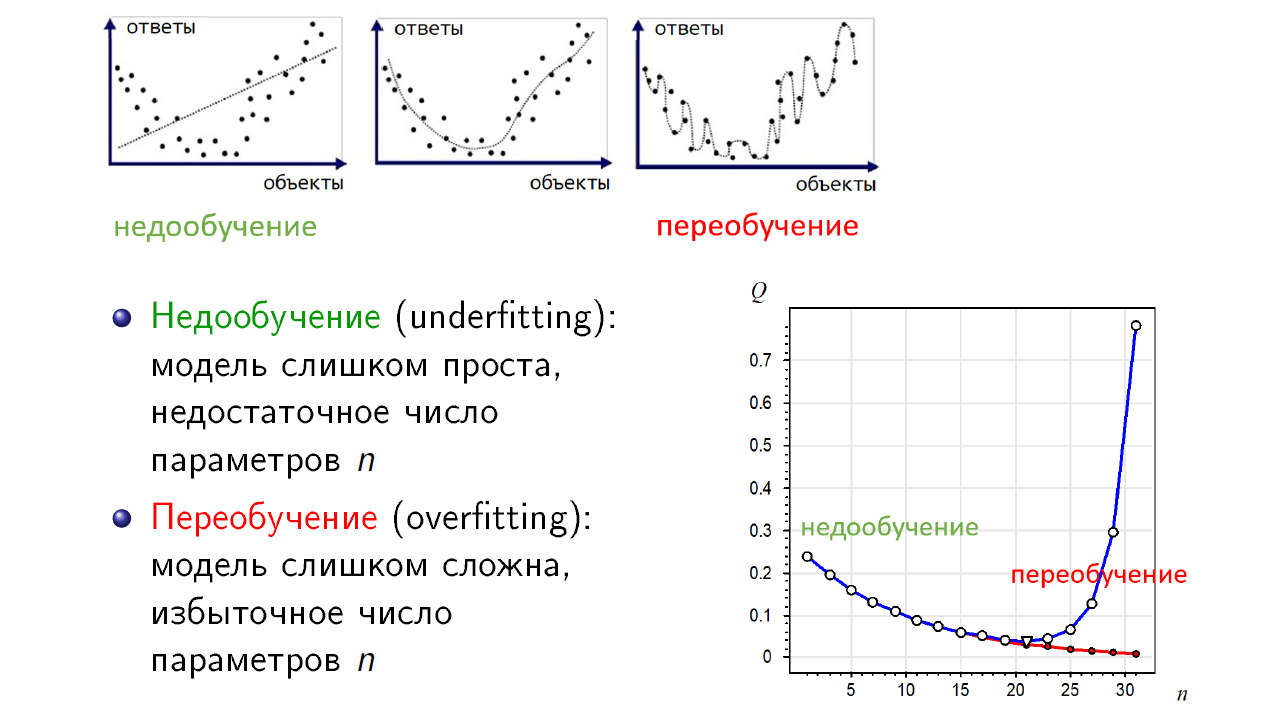 ответы
ответы
ответы
объекты
объекты
объекты
недообучение
переобучение
Недообучение (underfitting):
модель слишком проста,
недостаточное число
параметров n
Переобучение (overfitting):
модель слишком сложна,
избыточное число
параметров n
Q
0.7
0.6
0.5
0.4
0.3
0.2
0.1
0
недообучение
переобучение
5 10 15 20 25 30
n